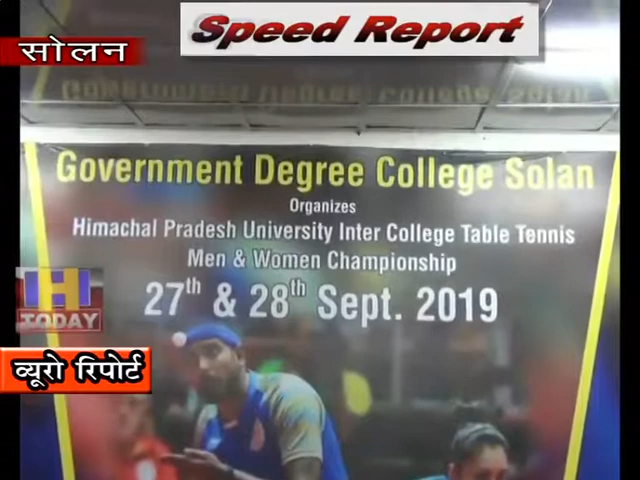 Speed Report
सोलन
Government Degree College Solan
ORGANIZES
Himachal Pradesh University Inter College Table Tennis
Men & Women Championship
27th & 28th Sept. 2019
H
TODAY
ब्यूरो रिपोर्ट